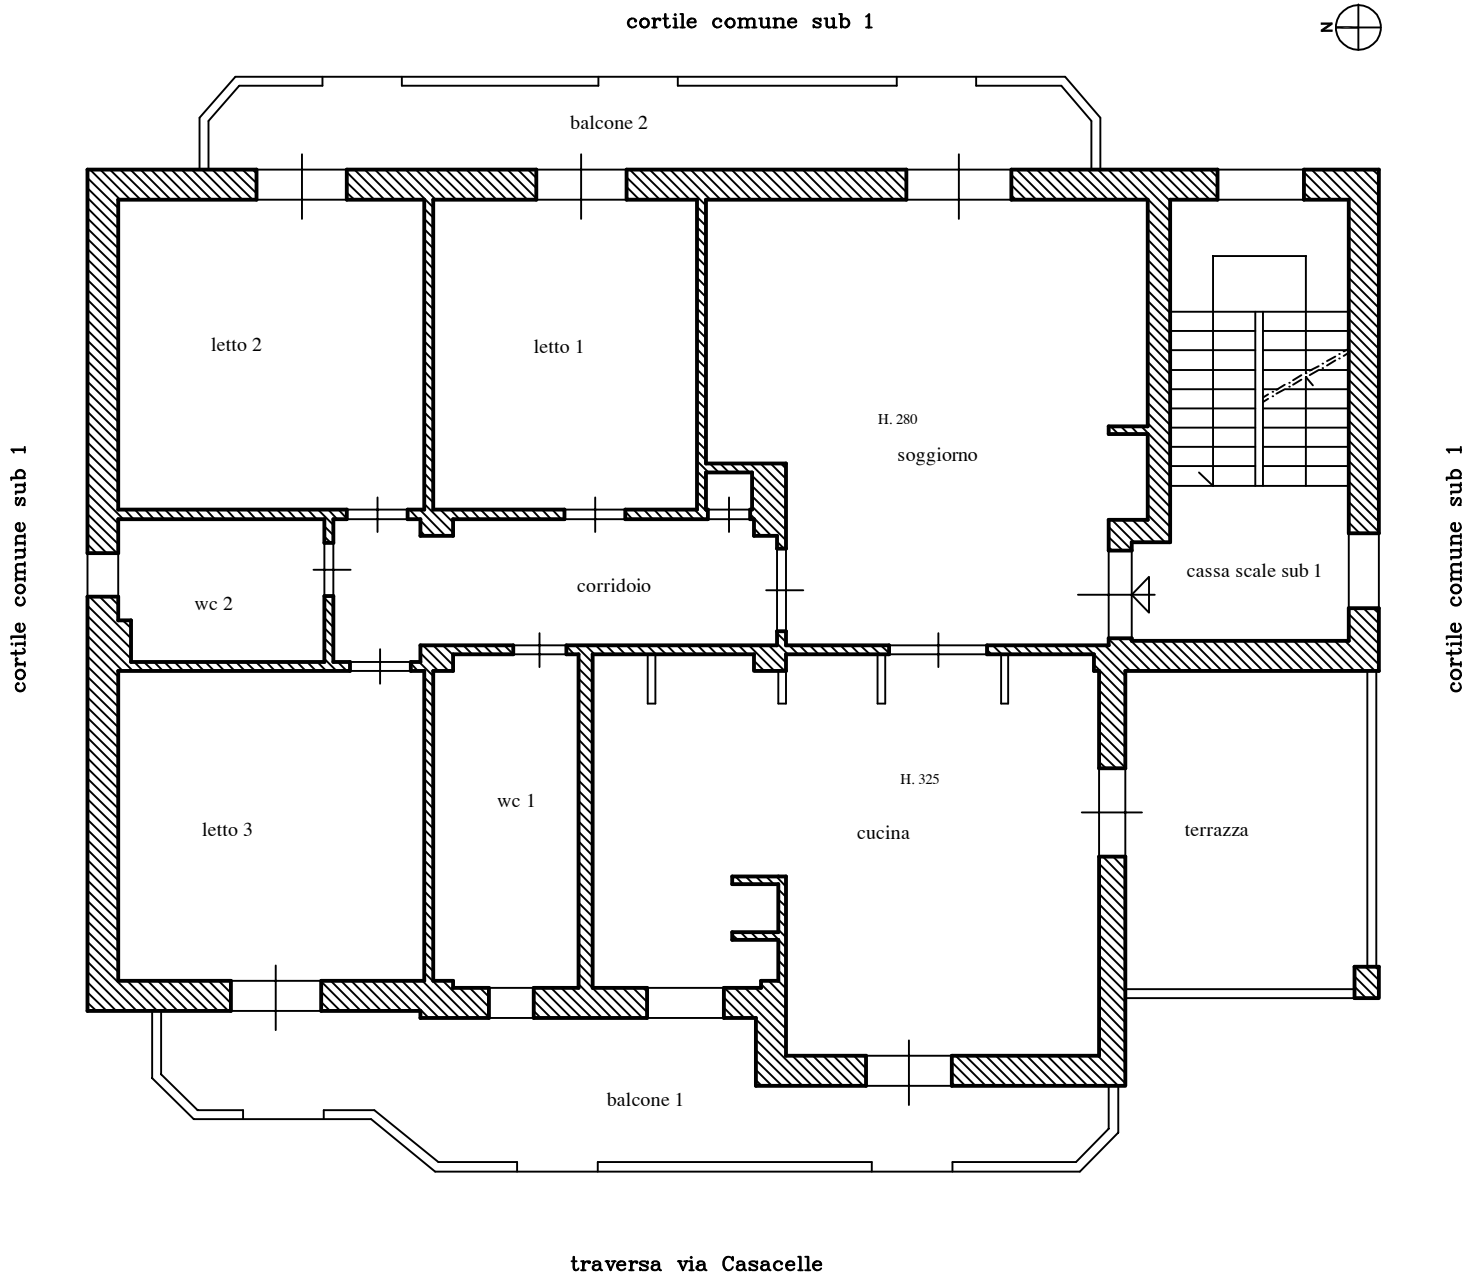 cortile comune sub 1
N
balcone 2
letto 2
letto 1
H. 280
soggiorno
cortile comune sub 1
cortile comune sub 1
corridoio
cassa scale sub 1
wc 2
H. 325
wc 1
letto 3
cucina
terrazza
balcone 1
traversa via Casacelle